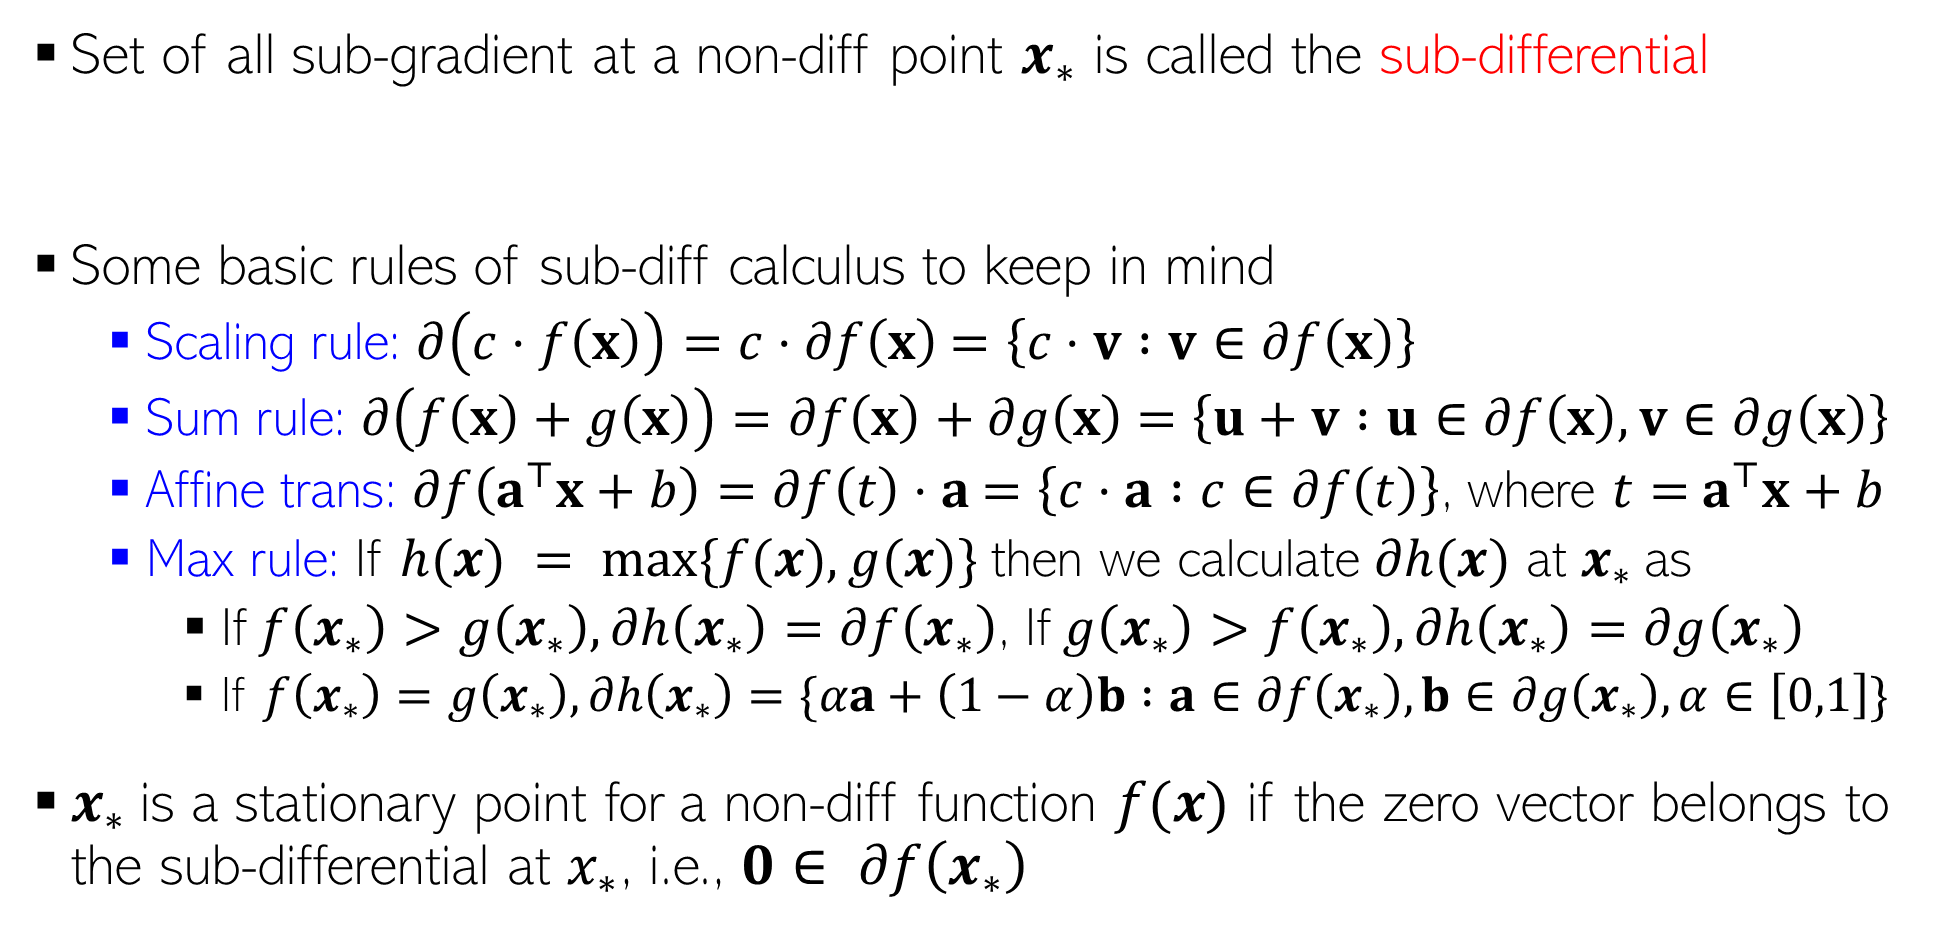 ▪ Set of all sub-gradient at a non-diff point 𝒙∗ is called the sub-differential
▪ Some basic rules of sub-diff calculus to keep in mind
▪ Scaling rule: ∂(c · f(𝐱)) = c · ∂f(𝐱) = {c · 𝐯 : 𝐯 ∈ ∂f(𝐱)}
▪ Sum rule: ∂(f(𝐱) + g(𝐱)) = ∂f(𝐱) + ∂g(𝐱) = {𝐮 + 𝐯 : 𝐮 ∈ ∂f(𝐱), 𝐯 ∈ ∂g(𝐱)}
▪ Affine trans: ∂f(𝐚ᵀ𝐱 + b) = ∂f(t) · 𝐚 = {c · 𝐚 : c ∈ ∂f(t)}, where t = 𝐚ᵀ𝐱 + b
▪ Max rule: If h(𝒙) = max{f(𝒙), g(𝒙)} then we calculate ∂h(𝒙) at 𝒙∗ as
▪ If f(𝒙∗) > g(𝒙∗), ∂h(𝒙∗) = ∂f(𝒙∗), If g(𝒙∗) > f(𝒙∗), ∂h(𝒙∗) = ∂g(𝒙∗)
▪ If f(𝒙∗) = g(𝒙∗), ∂h(𝒙∗) = {α𝐚 + (1 − α)𝐛 : 𝐚 ∈ ∂f(𝒙∗), 𝐛 ∈ ∂g(𝒙∗), α ∈ [0,1]}
▪ 𝒙∗ is a stationary point for a non-diff function 𝒇(𝒙) if the zero vector belongs to
the sub-differential at x∗, i.e., 𝟎 ∈ ∂f(𝒙∗)